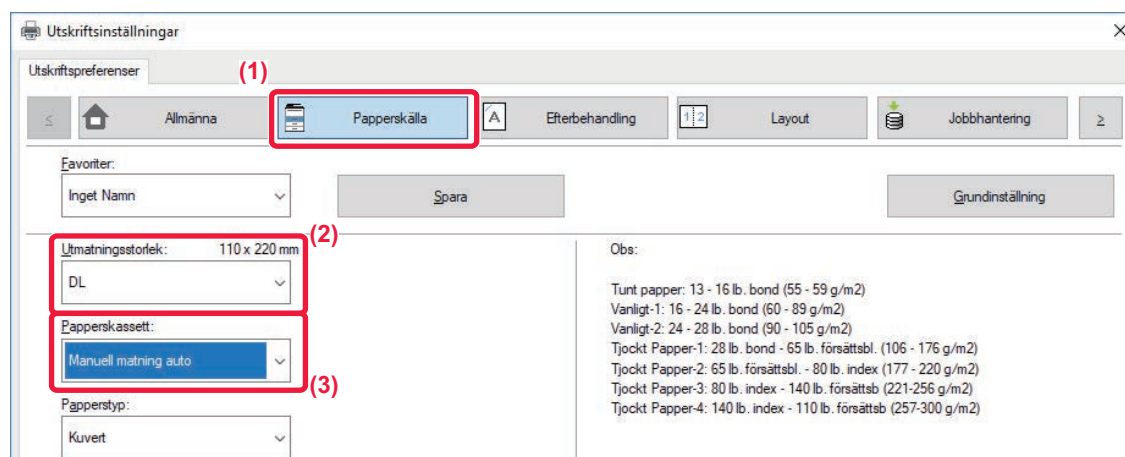 Utskriftsinställningar
Utskriftspreferenser
(1)
≤ Allmänna Papperskälla A Efterbehandling 1 2 Layout Jobbhantering ≥
Favoriter:
Inget Namn
Spara
Grundinställning
Utmatningsstorlek: 110 x 220 mm
(2)
DL
Papperskassett:
Manuell matning auto
(3)
Papperstyp:
Kuvert
Obs:
Tunt papper: 13 - 16 lb. bond (55 - 59 g/m2)
Vanligt-1: 16 - 24 lb. bond (60 - 89 g/m2)
Vanligt-2: 24 - 28 lb. bond (90 - 105 g/m2)
Tjockt Papper-1: 28 lb. bond - 65 lb. försättsbl. (106 - 176 g/m2)
Tjockt Papper-2: 65 lb. försättsbl. - 80 lb. index (177 - 220 g/m2)
Tjockt Papper-3: 80 lb. index - 140 lb. försättsb (221-256 g/m2)
Tjockt Papper-4: 140 lb. index - 110 lb. försättsb (257-300 g/m2)